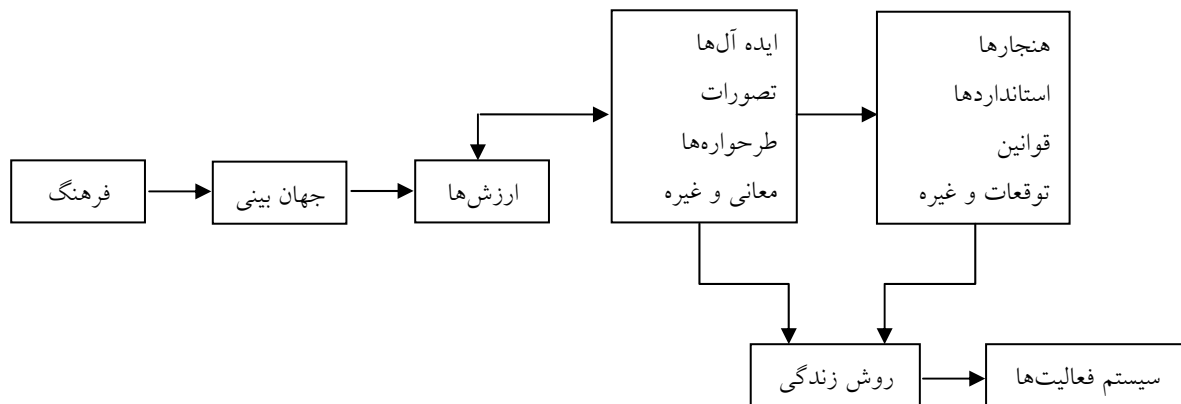 فرهنگ
جهان بینی
ارزش‌ها
ایده آل‌ها
تصورات
طرحواره‌ها
معانی و غیره
هنجارها
استانداردها
قوانین
توقعات و غیره
روش زندگی
سیستم فعالیت‌ها